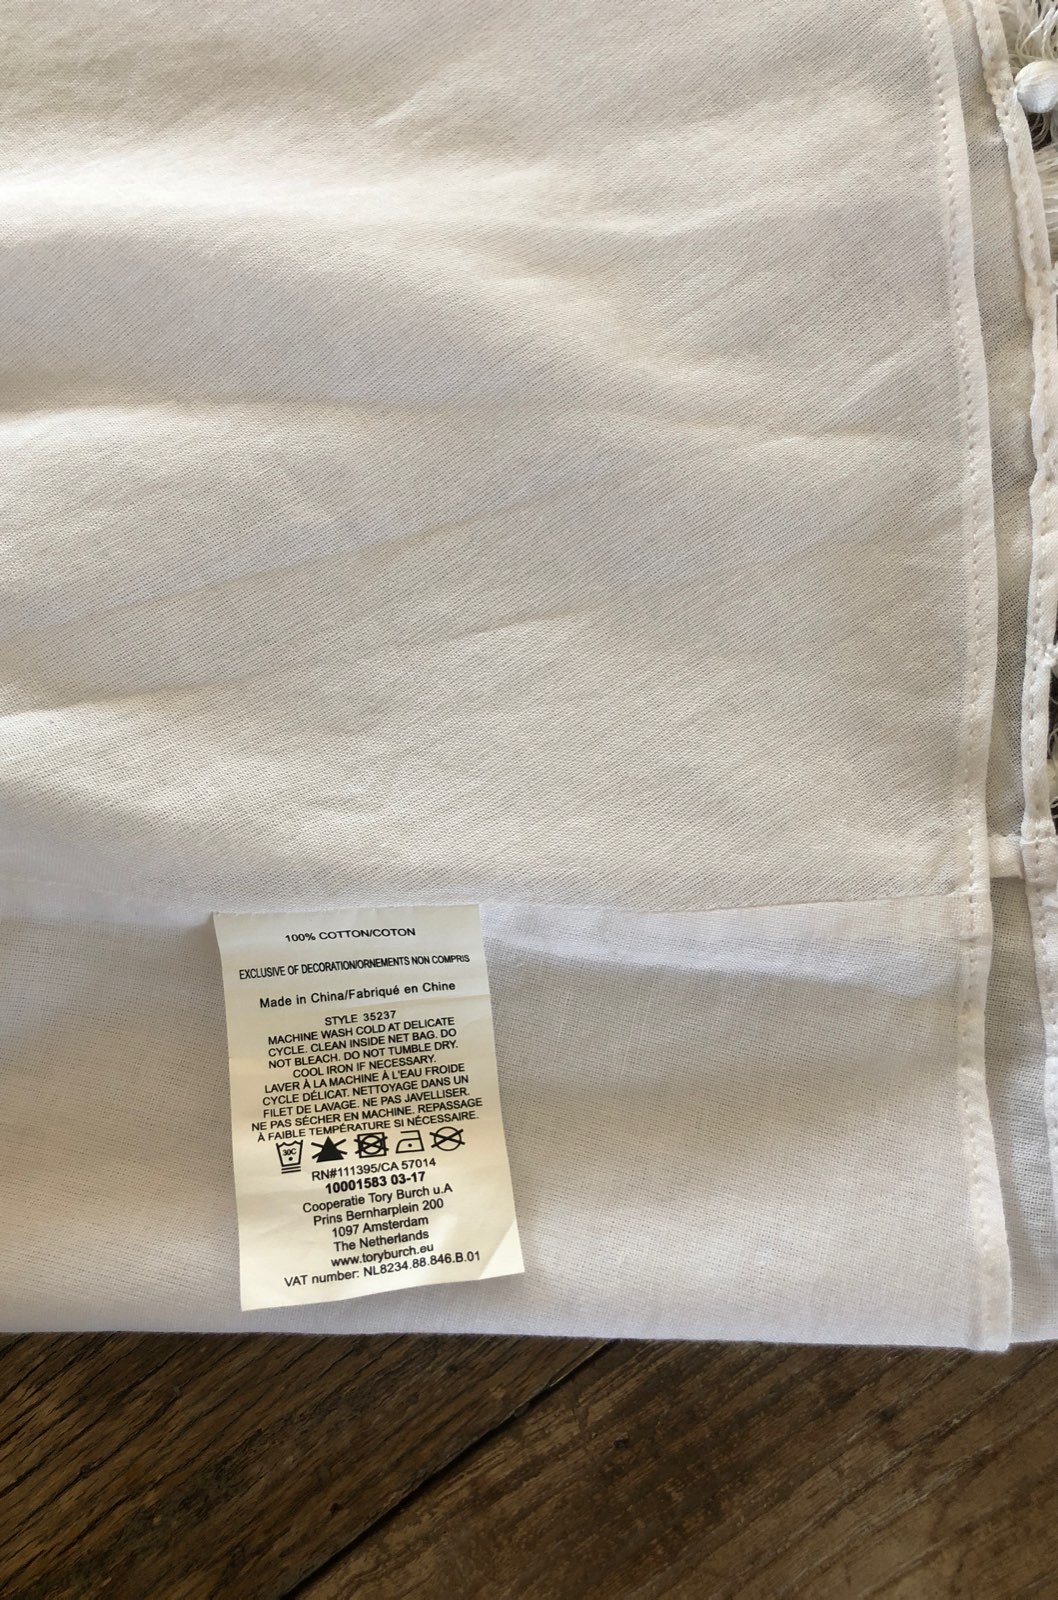 100% COTTON/COTON
EXCLUSIVE OF DECORATION/ORNEMENTS NON COMPRIS
Made in China/Fabriqué en Chine
STYLE 35237
MACHINE WASH COLD AT DELICATE
CYCLE. CLEAN INSIDE NET BAG. DO
NOT BLEACH. DO NOT TUMBLE DRY.
COOL IRON IF NECESSARY.
LAVER À LA MACHINE À L'EAU FROIDE
CYCLE DÉLICAT. NETTOYAGE DANS UN
FILET DE LAVAGE. NE PAS JAVELLISER.
NE PAS SÉCHER EN MACHINE. REPASSAGE
À FAIBLE TEMPÉRATURE SI NÉCESSAIRE.
30C
RN#111395/CA 57014
10001583 03-17
Cooperatie Tory Burch u.A
Prins Bernharplein 200
1097 Amsterdam
The Netherlands
www.toryburch.eu
VAT number: NL8234.88.846.B.01